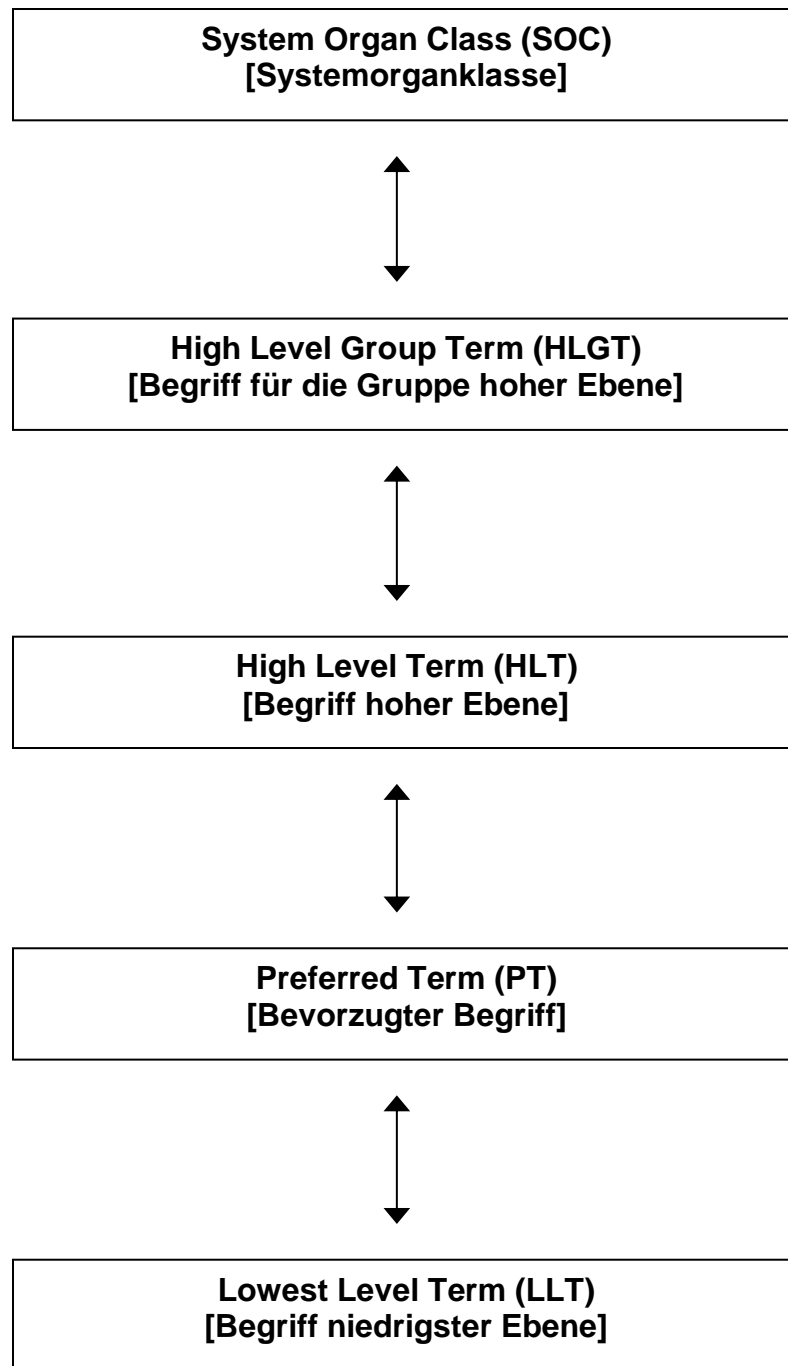 System Organ Class (SOC)
[Systemorganklasse]
High Level Group Term (HLGT)
[Begriff für die Gruppe hoher Ebene]
High Level Term (HLT)
[Begriff hoher Ebene]
Preferred Term (PT)
[Bevorzugter Begriff]
Lowest Level Term (LLT)
[Begriff niedrigster Ebene]